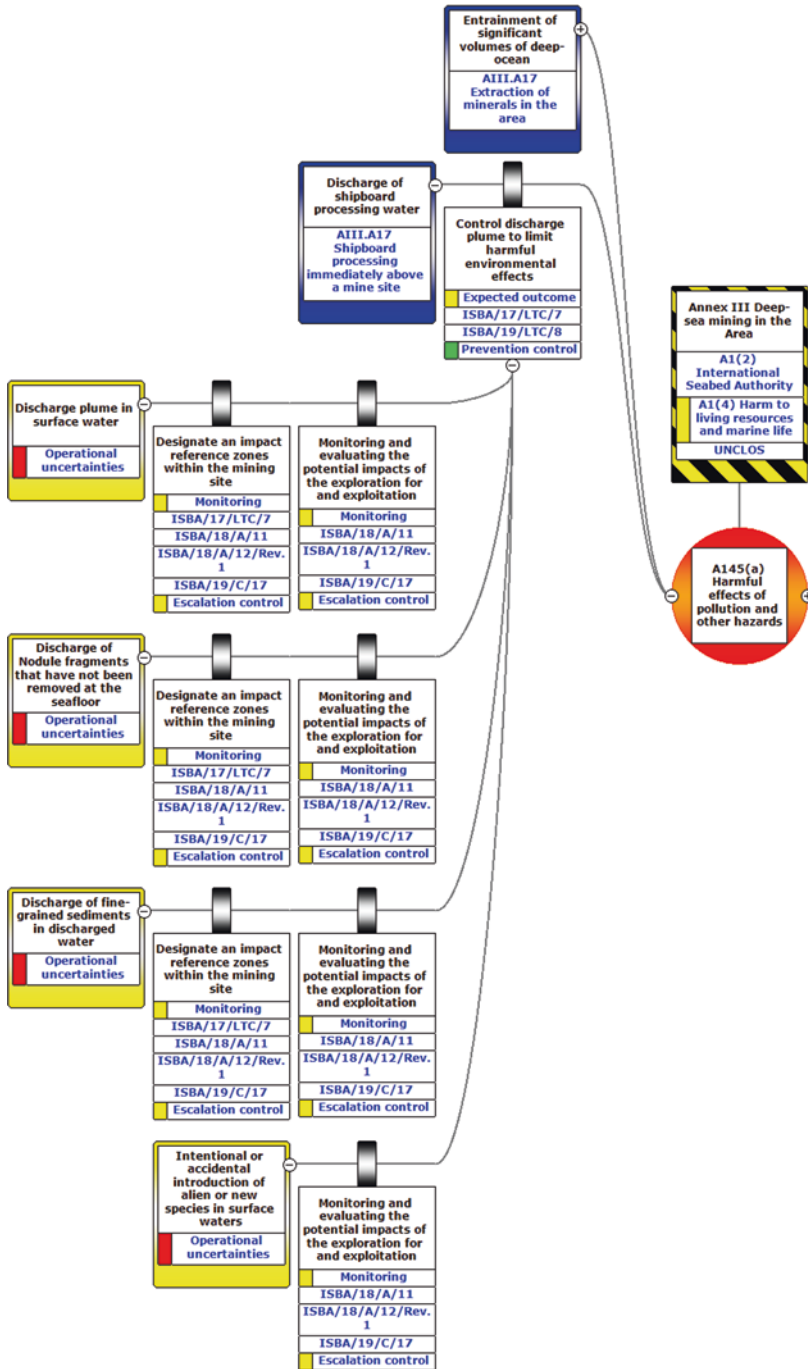 Entrainment of
significant
volumes of deep-
ocean
AIII.A17
Extraction of
minerals in the
area
Discharge of
shipboard
processing water
AIII.A17
Shipboard
processing
immediately above
a mine site
Control discharge
plume to limit
harmful
environmental
effects
Expected outcome
ISBA/17/LTC/7
ISBA/19/LTC/8
Prevention control
Annex III Deep-
sea mining in the
Area
A1(2)
International
Seabed Authority
A1(4) Harm to
living resources
and marine life
UNCLOS
A145(a)
Harmful
effects of
pollution and
other hazards
Discharge plume in
surface water
Operational
uncertainties
Designate an impact
reference zones
within the mining
site
Monitoring
ISBA/17/LTC/7
ISBA/18/A/11
ISBA/18/A/12/Rev.
1
ISBA/19/C/17
Escalation control
Monitoring and
evaluating the
potential impacts of
the exploration for
and exploitation
Monitoring
ISBA/18/A/11
ISBA/18/A/12/Rev.
1
ISBA/19/C/17
Escalation control
Discharge of
Nodule fragments
that have not been
removed at the
seafloor
Operational
uncertainties
Designate an impact
reference zones
within the mining
site
Monitoring
ISBA/17/LTC/7
ISBA/18/A/11
ISBA/18/A/12/Rev.
1
ISBA/19/C/17
Escalation control
Monitoring and
evaluating the
potential impacts of
the exploration for
and exploitation
Monitoring
ISBA/18/A/11
ISBA/18/A/12/Rev.
1
ISBA/19/C/17
Escalation control
Discharge of fine-
grained sediments
in discharged
water
Operational
uncertainties
Designate an impact
reference zones
within the mining
site
Monitoring
ISBA/17/LTC/7
ISBA/18/A/11
ISBA/18/A/12/Rev.
1
ISBA/19/C/17
Escalation control
Monitoring and
evaluating the
potential impacts of
the exploration for
and exploitation
Monitoring
ISBA/18/A/11
ISBA/18/A/12/Rev.
1
ISBA/19/C/17
Escalation control
Intentional or
accidental
introduction of
alien or new
species in surface
waters
Operational
uncertainties
Monitoring and
evaluating the
potential impacts of
the exploration for
and exploitation
Monitoring
ISBA/18/A/11
ISBA/18/A/12/Rev.
1
ISBA/19/C/17
Escalation control